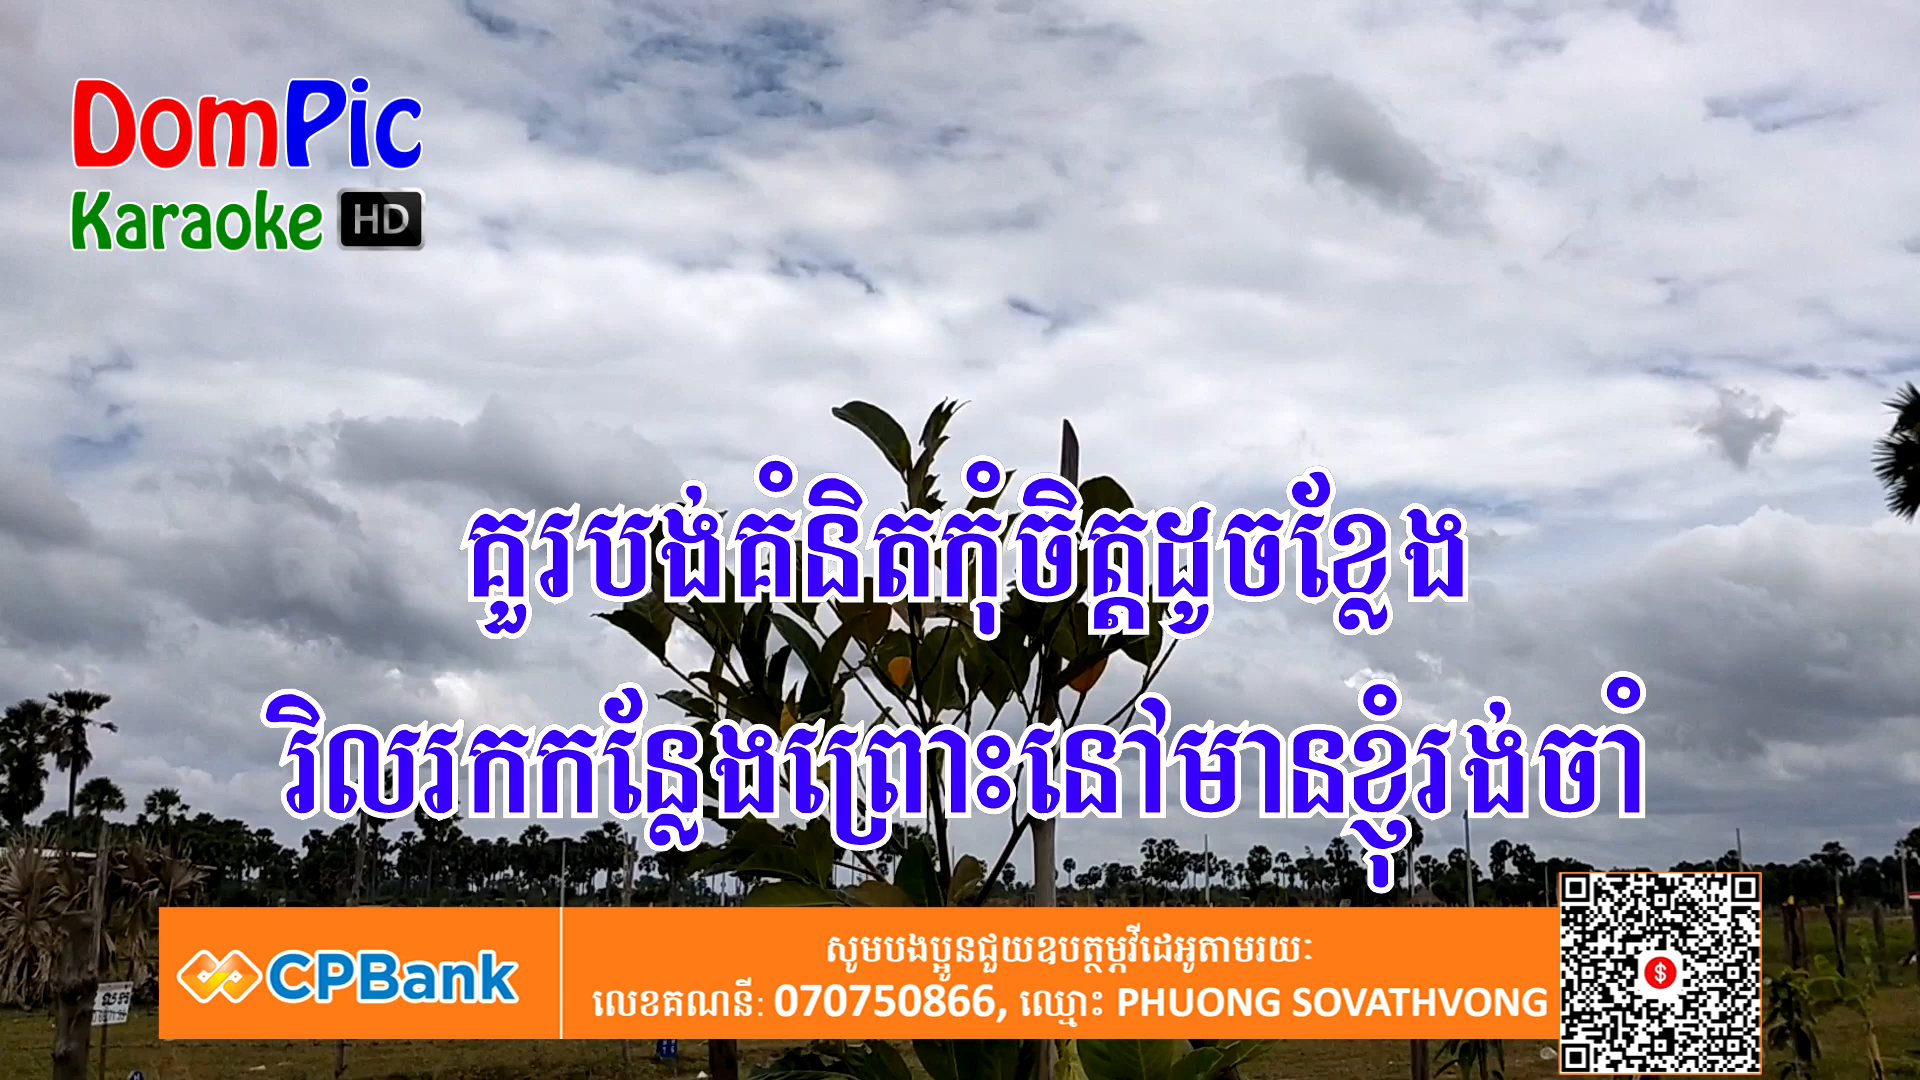 DomPic
Karaoke HD
គួរបង់គំនិតកុំចិត្តដូចខ្លែង
រិលរកកន្លែងព្រោះនៅមានខ្ញុំរង់ចាំ
CPBank
សូមបងប្អូនជួយឧបត្ថម្ភវីដេអូតាមរយៈ
លេខគណនី: 070750866, ឈ្មោះ PHUONG SOVATHVONG